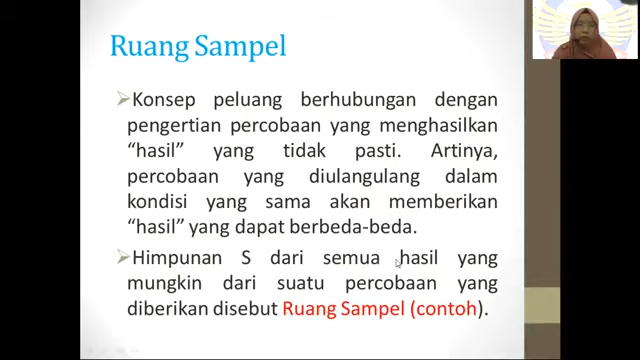 Ruang Sampel
Konsep peluang berhubungan dengan
pengertian percobaan yang menghasilkan
“hasil” yang tidak pasti. Artinya,
percobaan yang diulangulang dalam
kondisi yang sama akan memberikan
“hasil” yang dapat berbeda-beda.
Himpunan S dari semua hasil yang
mungkin dari suatu percobaan yang
diberikan disebut Ruang Sampel (contoh).